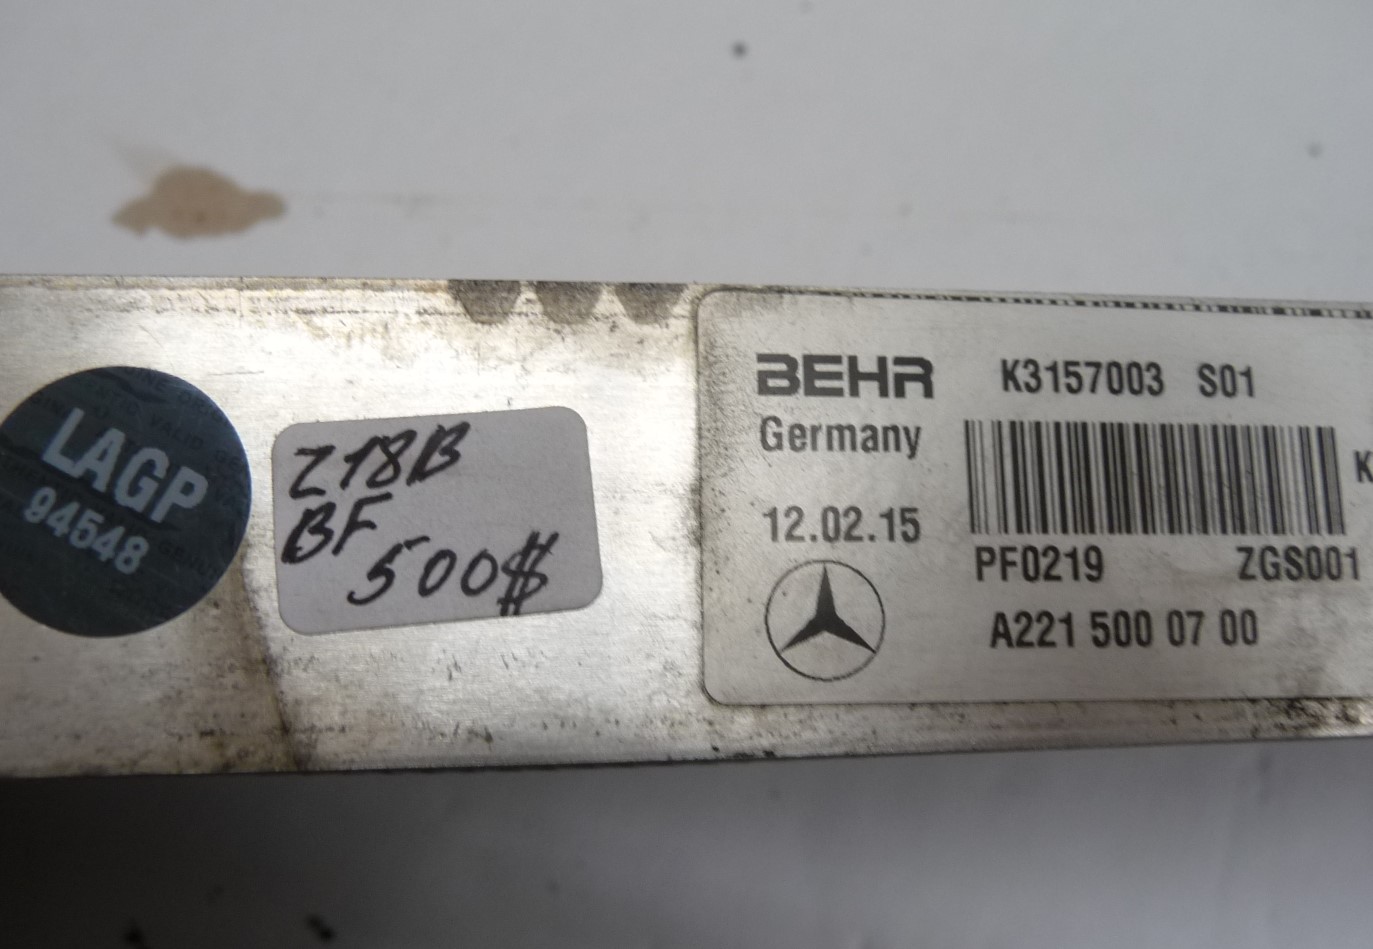 LAGP
94548
Z18B
BF
500$
BEHR K3157003 S01
Germany
12.02.15
PF0219 ZGS001
A221 500 07 00
K